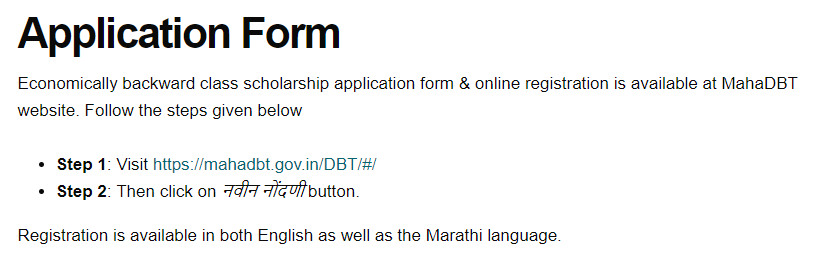 Application Form
Economically backward class scholarship application form & online registration is available at MahaDBT
website. Follow the steps given below
• Step 1: Visit https://mahadbt.gov.in/DBT/#/
• Step 2: Then click on नवीन नोंदणी button.
Registration is available in both English as well as the Marathi language.